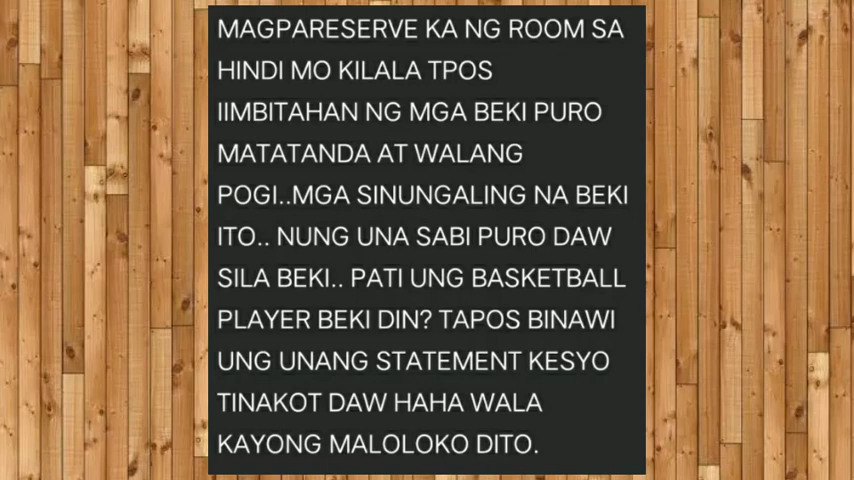 MAGPARESERVE KA NG ROOM SA
HINDI MO KILALA TPOS
IIMBITAHAN NG MGA BEKI PURO
MATATANDA AT WALANG
POGI..MGA SINUNGALING NA BEKI
ITO.. NUNG UNA SABI PURO DAW
SILA BEKI.. PATI UNG BASKETBALL
PLAYER BEKI DIN? TAPOS BINAWI
UNG UNANG STATEMENT KESYO
TINAKOT DAW HAHA WALA
KAYONG MALOLOKO DITO.